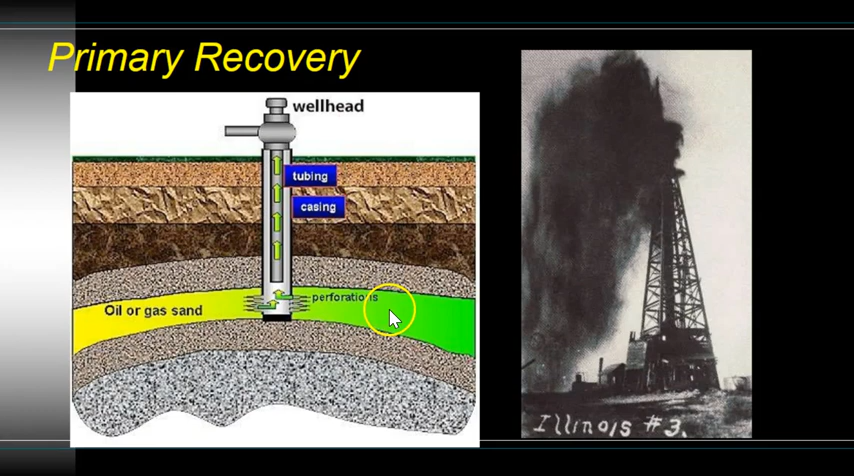 Primary Recovery
wellhead
tubing
casing
perforations
Oil or gas sand
Illinois #3.